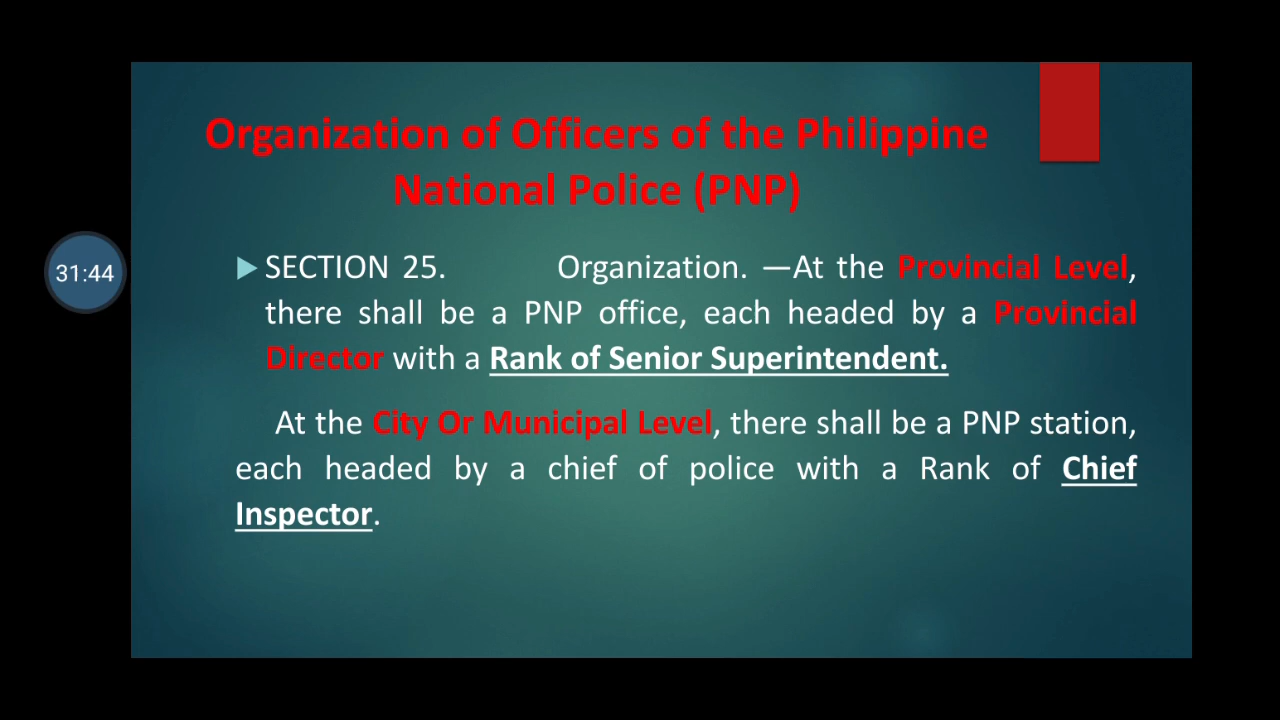 Organization of Officers of the Philippine
National Police (PNP)
31:44
SECTION 25. Organization. —At the Provincial Level,
there shall be a PNP office, each headed by a Provincial
Director with a Rank of Senior Superintendent.
At the City Or Municipal Level, there shall be a PNP station,
each headed by a chief of police with a Rank of Chief
Inspector.